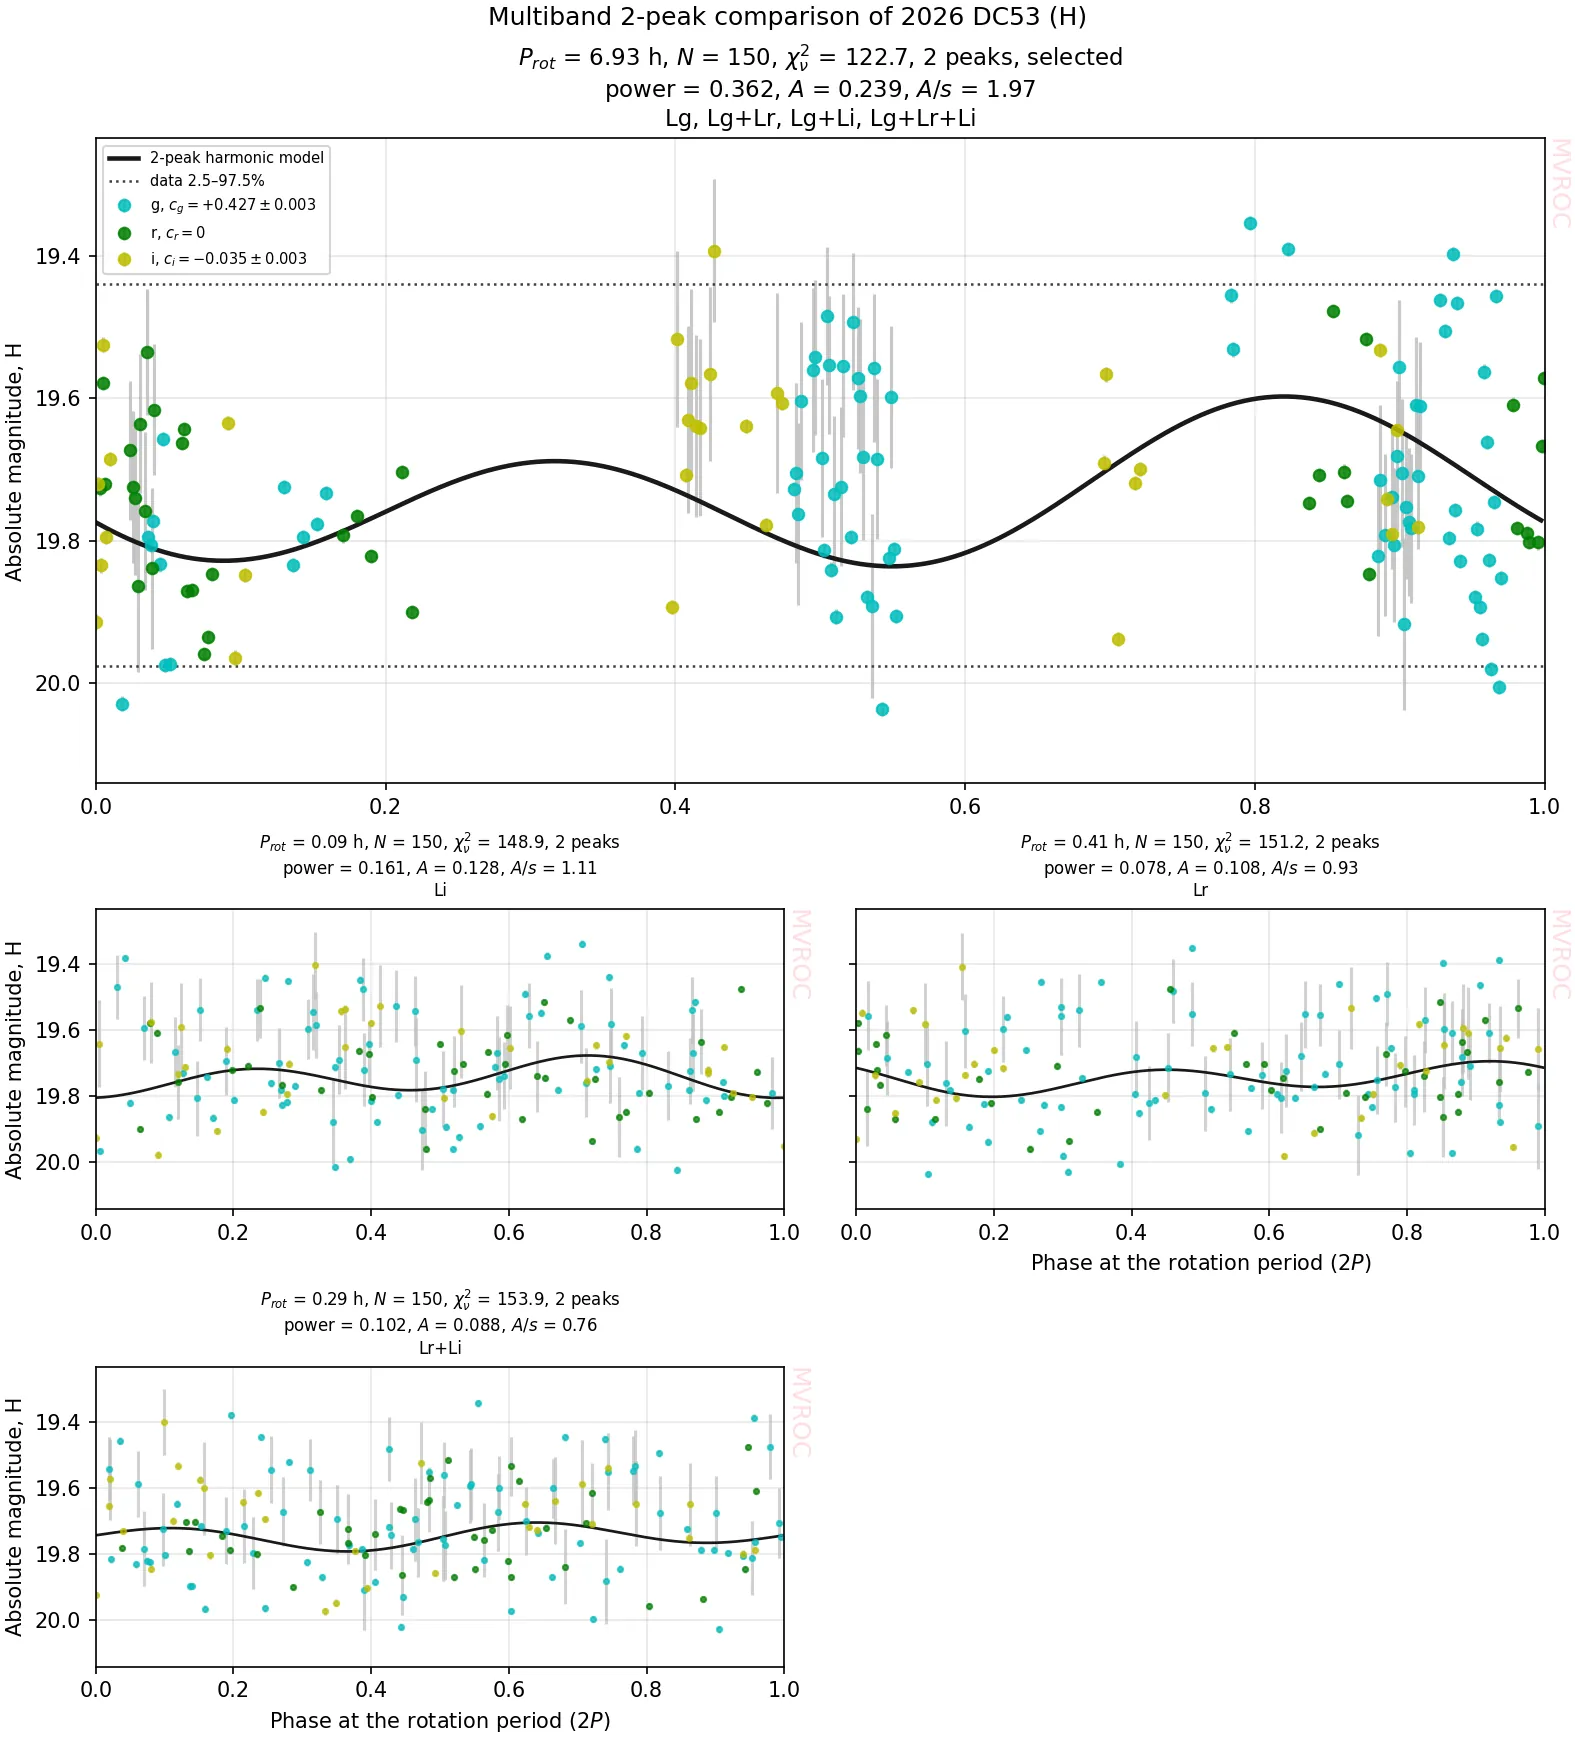 Multiband 2-peak comparison of 2026 DC53 (H)
P_rot = 6.93 h, N = 150, χ²_ν = 122.7, 2 peaks, selected
power = 0.362, A = 0.239, A/s = 1.97
Lg, Lg+Lr, Lg+Li, Lg+Lr+Li
2-peak harmonic model
data 2.5–97.5%
g, c_g = +0.427 ± 0.003
r, c_r = 0
i, c_i = −0.035 ± 0.003
MVROC
Absolute magnitude, H
19.4
19.6
19.8
20.0
0.0 0.2 0.4 0.6 0.8 1.0
P_rot = 0.09 h, N = 150, χ²_ν = 148.9, 2 peaks
power = 0.161, A = 0.128, A/s = 1.11
Li
MVROC
Absolute magnitude, H
19.4
19.6
19.8
20.0
0.0 0.2 0.4 0.6 0.8 1.0
P_rot = 0.41 h, N = 150, χ²_ν = 151.2, 2 peaks
power = 0.078, A = 0.108, A/s = 0.93
Lr
MVROC
0.0 0.2 0.4 0.6 0.8 1.0
Phase at the rotation period (2P)
P_rot = 0.29 h, N = 150, χ²_ν = 153.9, 2 peaks
power = 0.102, A = 0.088, A/s = 0.76
Lr+Li
MVROC
Absolute magnitude, H
19.4
19.6
19.8
20.0
0.0 0.2 0.4 0.6 0.8 1.0
Phase at the rotation period (2P)